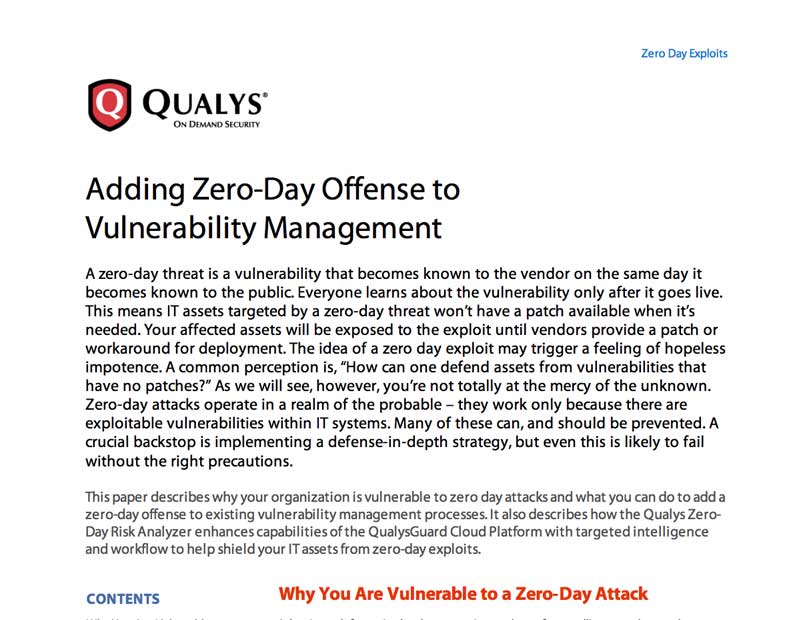 Zero Day Exploits
QUALYS®
ON DEMAND SECURITY
Adding Zero-Day Offense to
Vulnerability Management
A zero-day threat is a vulnerability that becomes known to the vendor on the same day it
becomes known to the public. Everyone learns about the vulnerability only after it goes live.
This means IT assets targeted by a zero-day threat won’t have a patch available when it’s
needed. Your affected assets will be exposed to the exploit until vendors provide a patch or
workaround for deployment. The idea of a zero day exploit may trigger a feeling of hopeless
impotence. A common perception is, “How can one defend assets from vulnerabilities that
have no patches?” As we will see, however, you’re not totally at the mercy of the unknown.
Zero-day attacks operate in a realm of the probable – they work only because there are
exploitable vulnerabilities within IT systems. Many of these can, and should be prevented. A
crucial backstop is implementing a defense-in-depth strategy, but even this is likely to fail
without the right precautions.
This paper describes why your organization is vulnerable to zero day attacks and what you can do to add a
zero-day offense to existing vulnerability management processes. It also describes how the Qualys Zero-
Day Risk Analyzer enhances capabilities of the QualysGuard Cloud Platform with targeted intelligence
and workflow to help shield your IT assets from zero-day exploits.
CONTENTS
Why You Are Vulnerable to a Zero-Day Attack